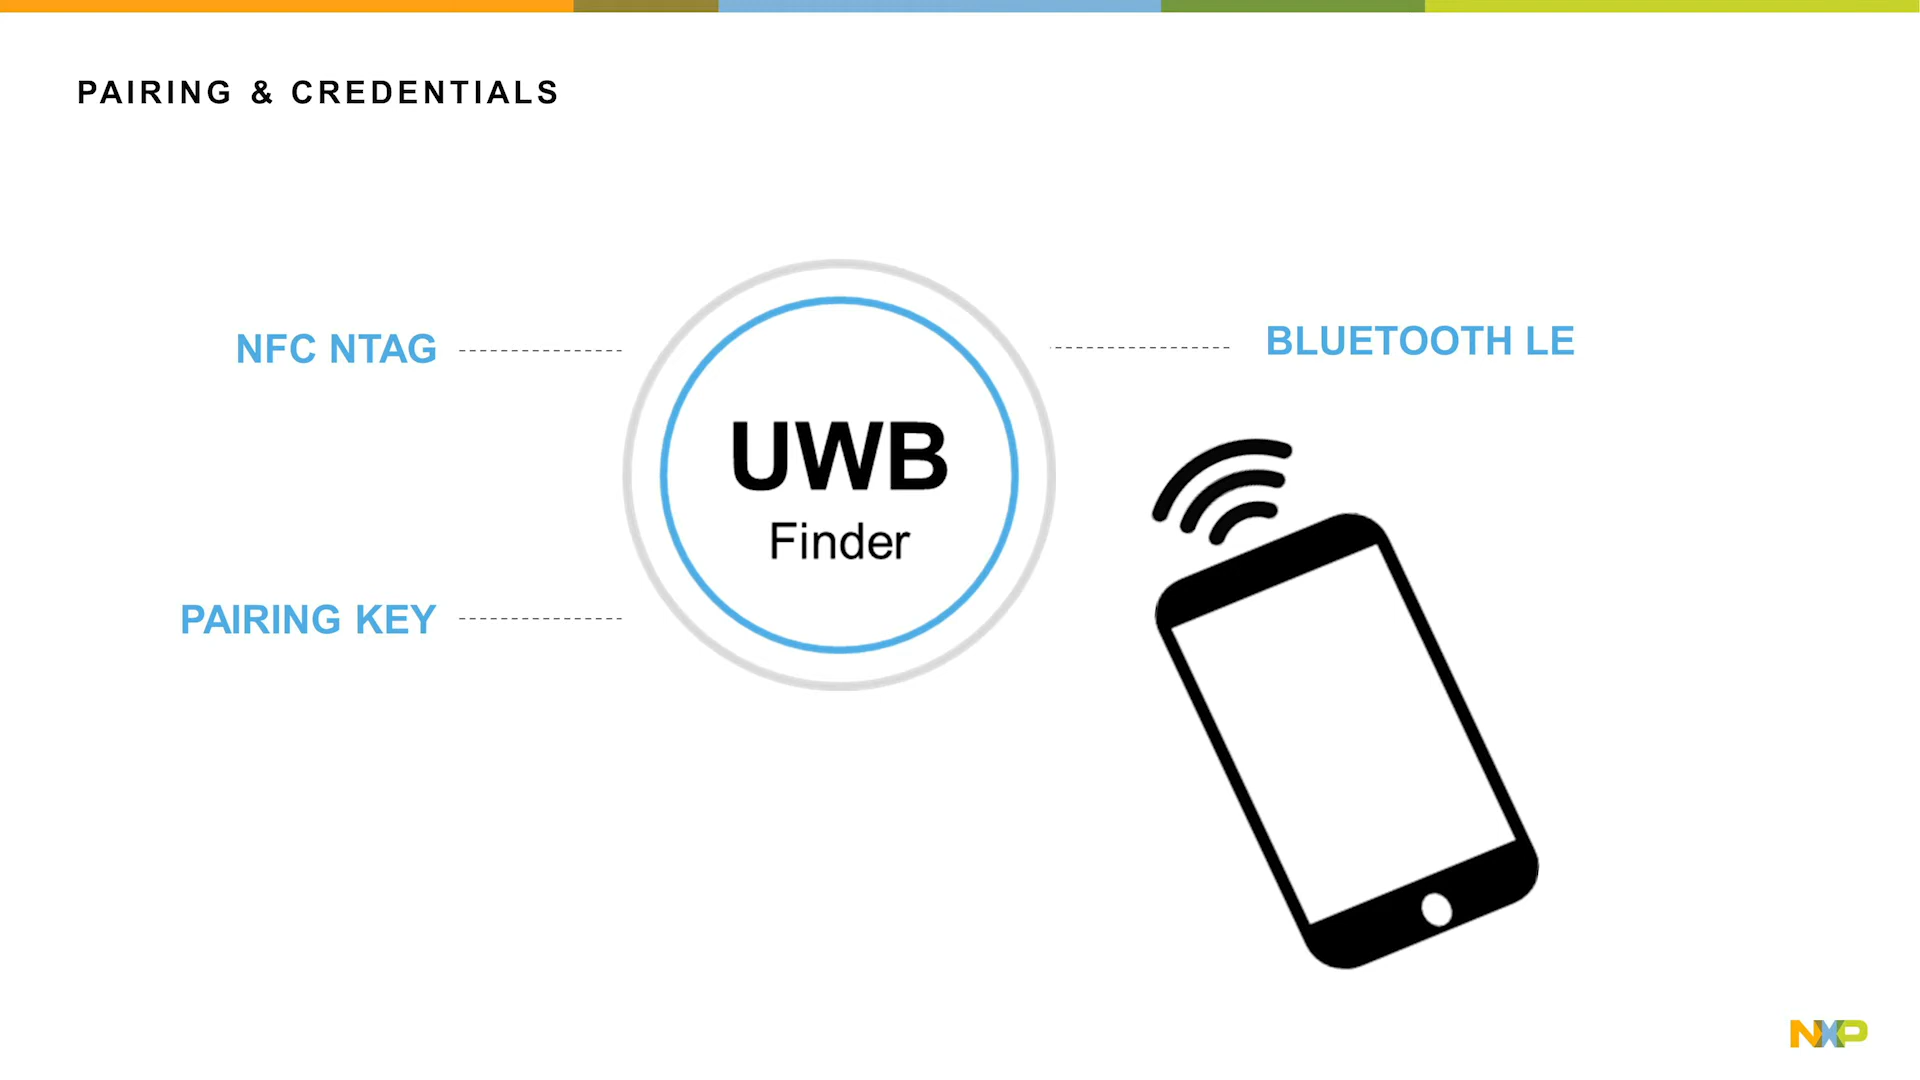 PAIRING & CREDENTIALS
NFC NTAG
BLUETOOTH LE
UWB
Finder
PAIRING KEY
NXP